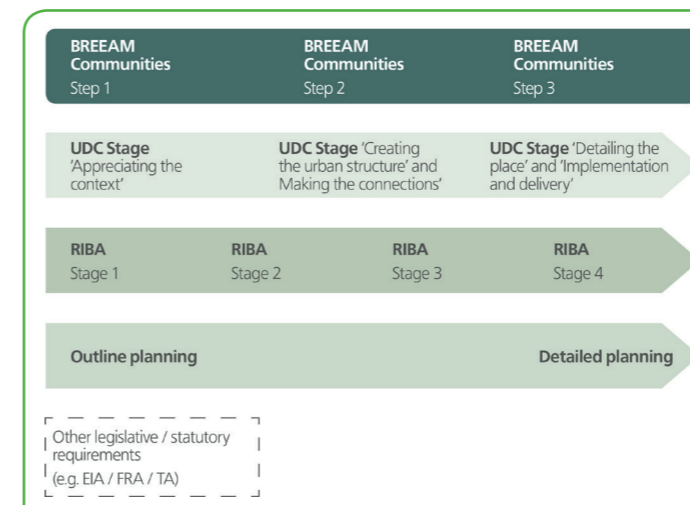 BREEAM
Communities
Step 1
BREEAM
Communities
Step 2
BREEAM
Communities
Step 3
UDC Stage
'Appreciating the
context'
UDC Stage 'Creating
the urban structure' and
Making the connections'
UDC Stage 'Detailing the
place' and 'Implementation
and delivery'
RIBA
Stage 1
RIBA
Stage 2
RIBA
Stage 3
RIBA
Stage 4
Outline planning
Detailed planning
Other legislative / statutory
requirements
(e.g. EIA / FRA / TA)